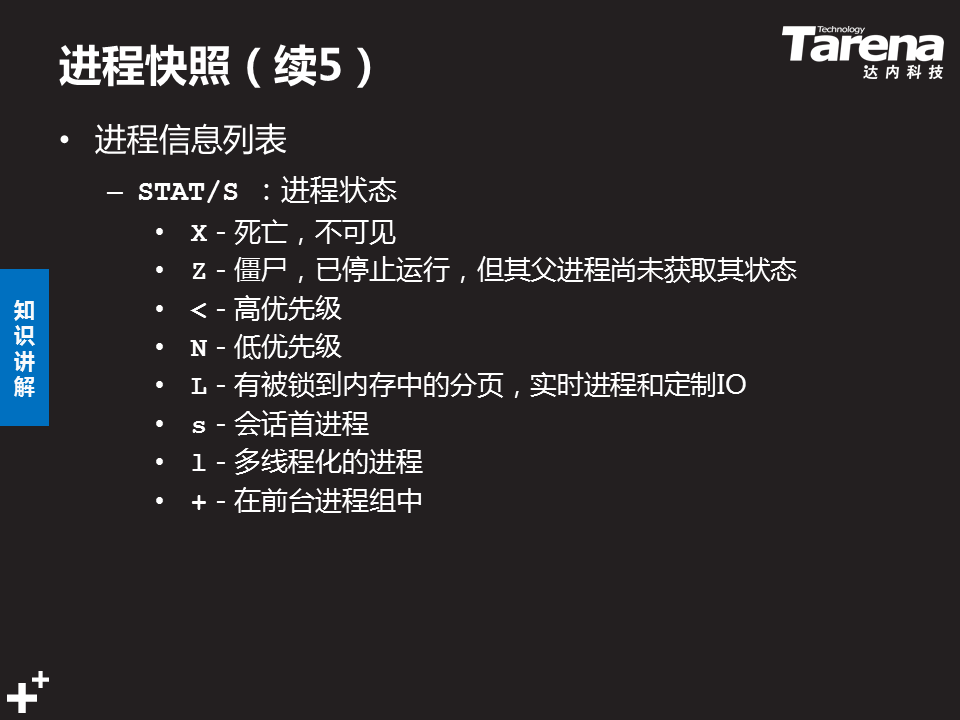 进程快照（续5）
Technology
Tarena
达内科技
• 进程信息列表
– STAT/S ：进程状态
• X - 死亡，不可见
• Z - 僵尸，已停止运行，但其父进程尚未获取其状态
• < - 高优先级
• N - 低优先级
• L - 有被锁到内存中的分页，实时进程和定制IO
• s - 会话首进程
• l - 多线程化的进程
• + - 在前台进程组中
知
识
讲
解